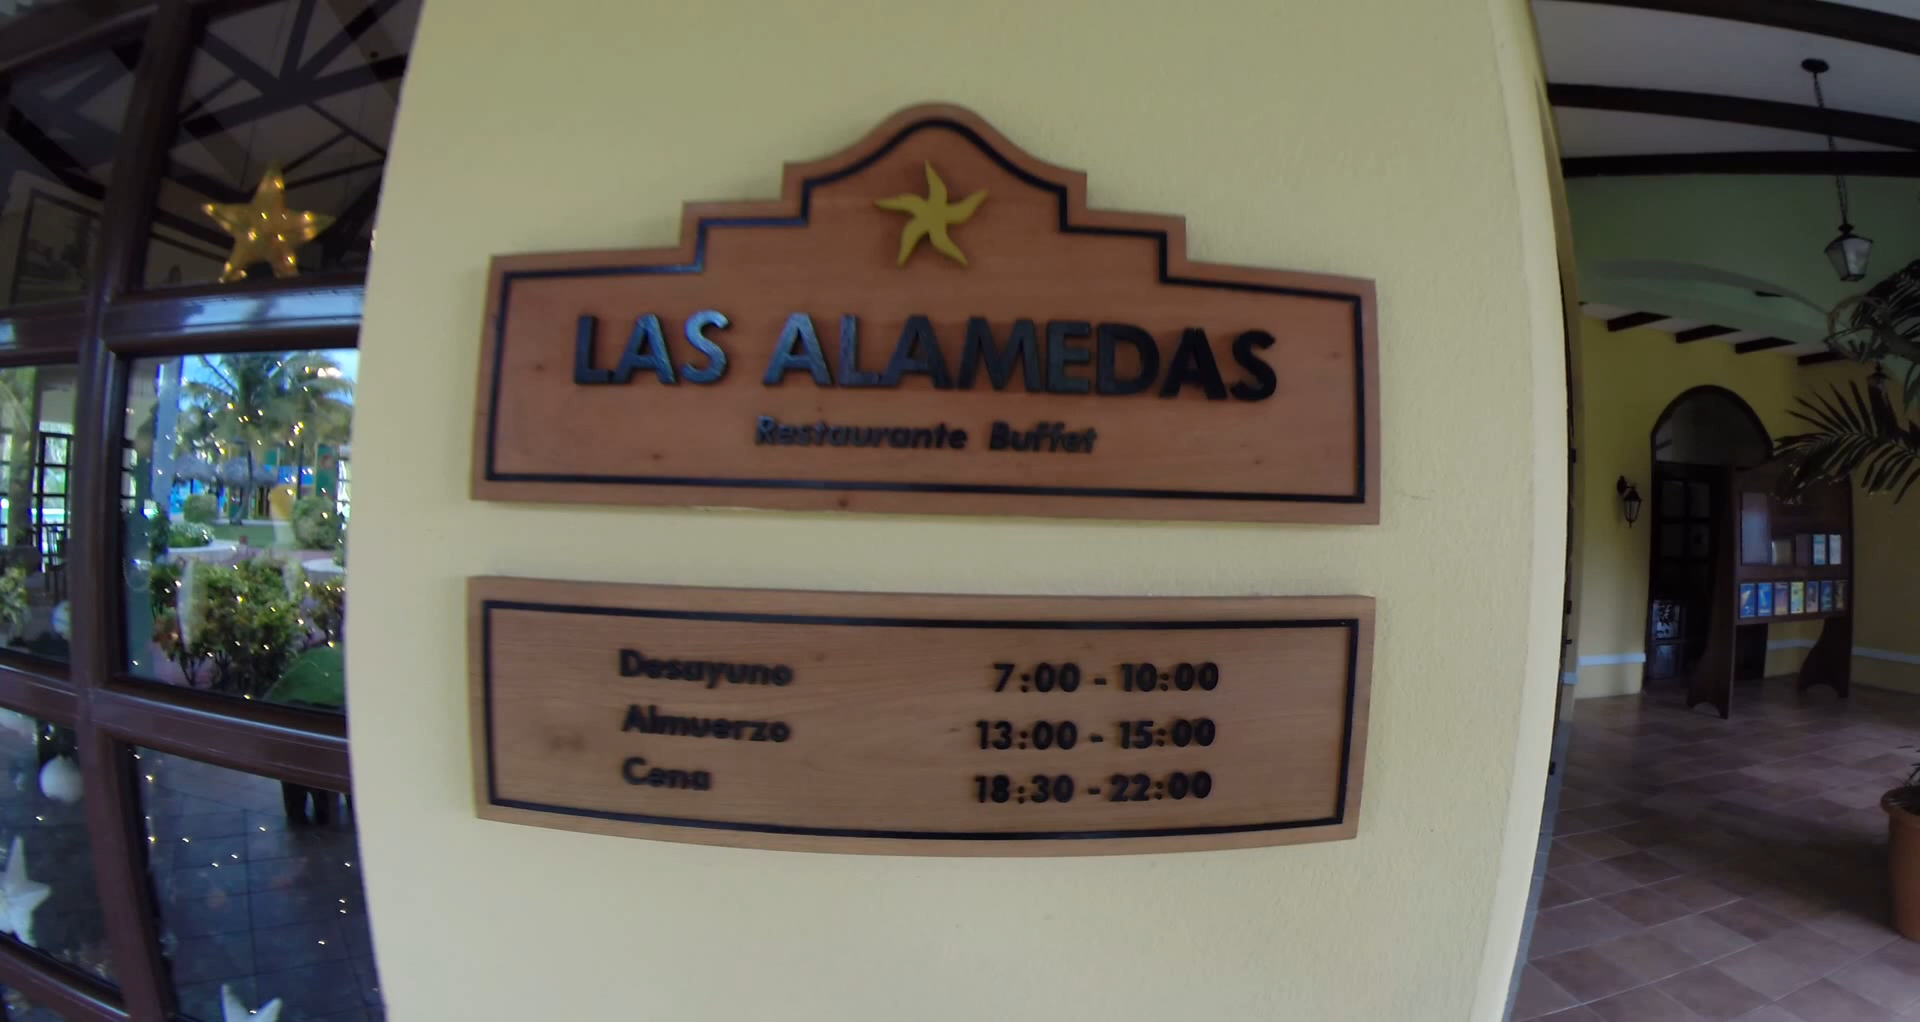 LAS ALAMEDAS
Restaurante Buffet
Desayuno 7:00 - 10:00
Almuerzo 13:00 - 15:00
Cena 18:30 - 22:00